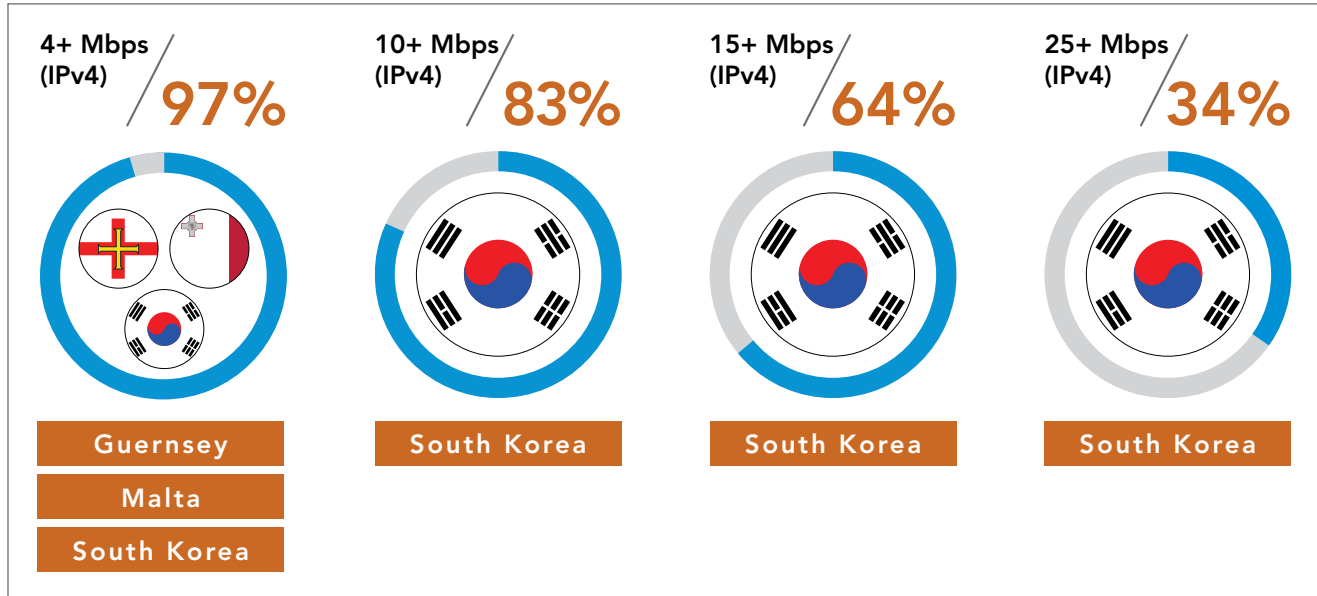 4+ Mbps
(IPv4)
97%
Guernsey
Malta
South Korea
10+ Mbps
(IPv4)
83%
South Korea
15+ Mbps
(IPv4)
64%
South Korea
25+ Mbps
(IPv4)
34%
South Korea